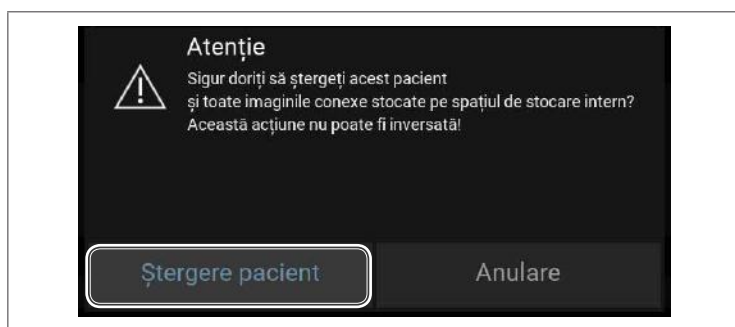 Atenție
Sigur doriți să ștergeți acest pacient
și toate imaginile conexe stocate pe spațiul de stocare intern?
Această acțiune nu poate fi inversată!
Ștergere pacient
Anulare